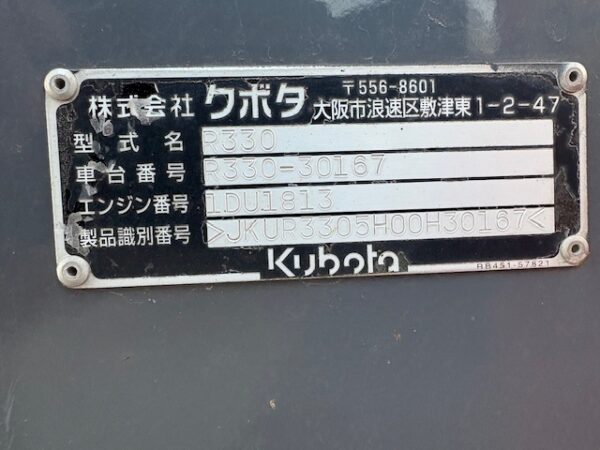 〒556-8601
株式会社 クボタ 大阪市浪速区敷津東1-2-47
型式名 R330
車台番号 R330-30167
エンジン番号 1DU1813
製品識別番号 >JKUR3305H00H30167<
Kubota
RB451-57821